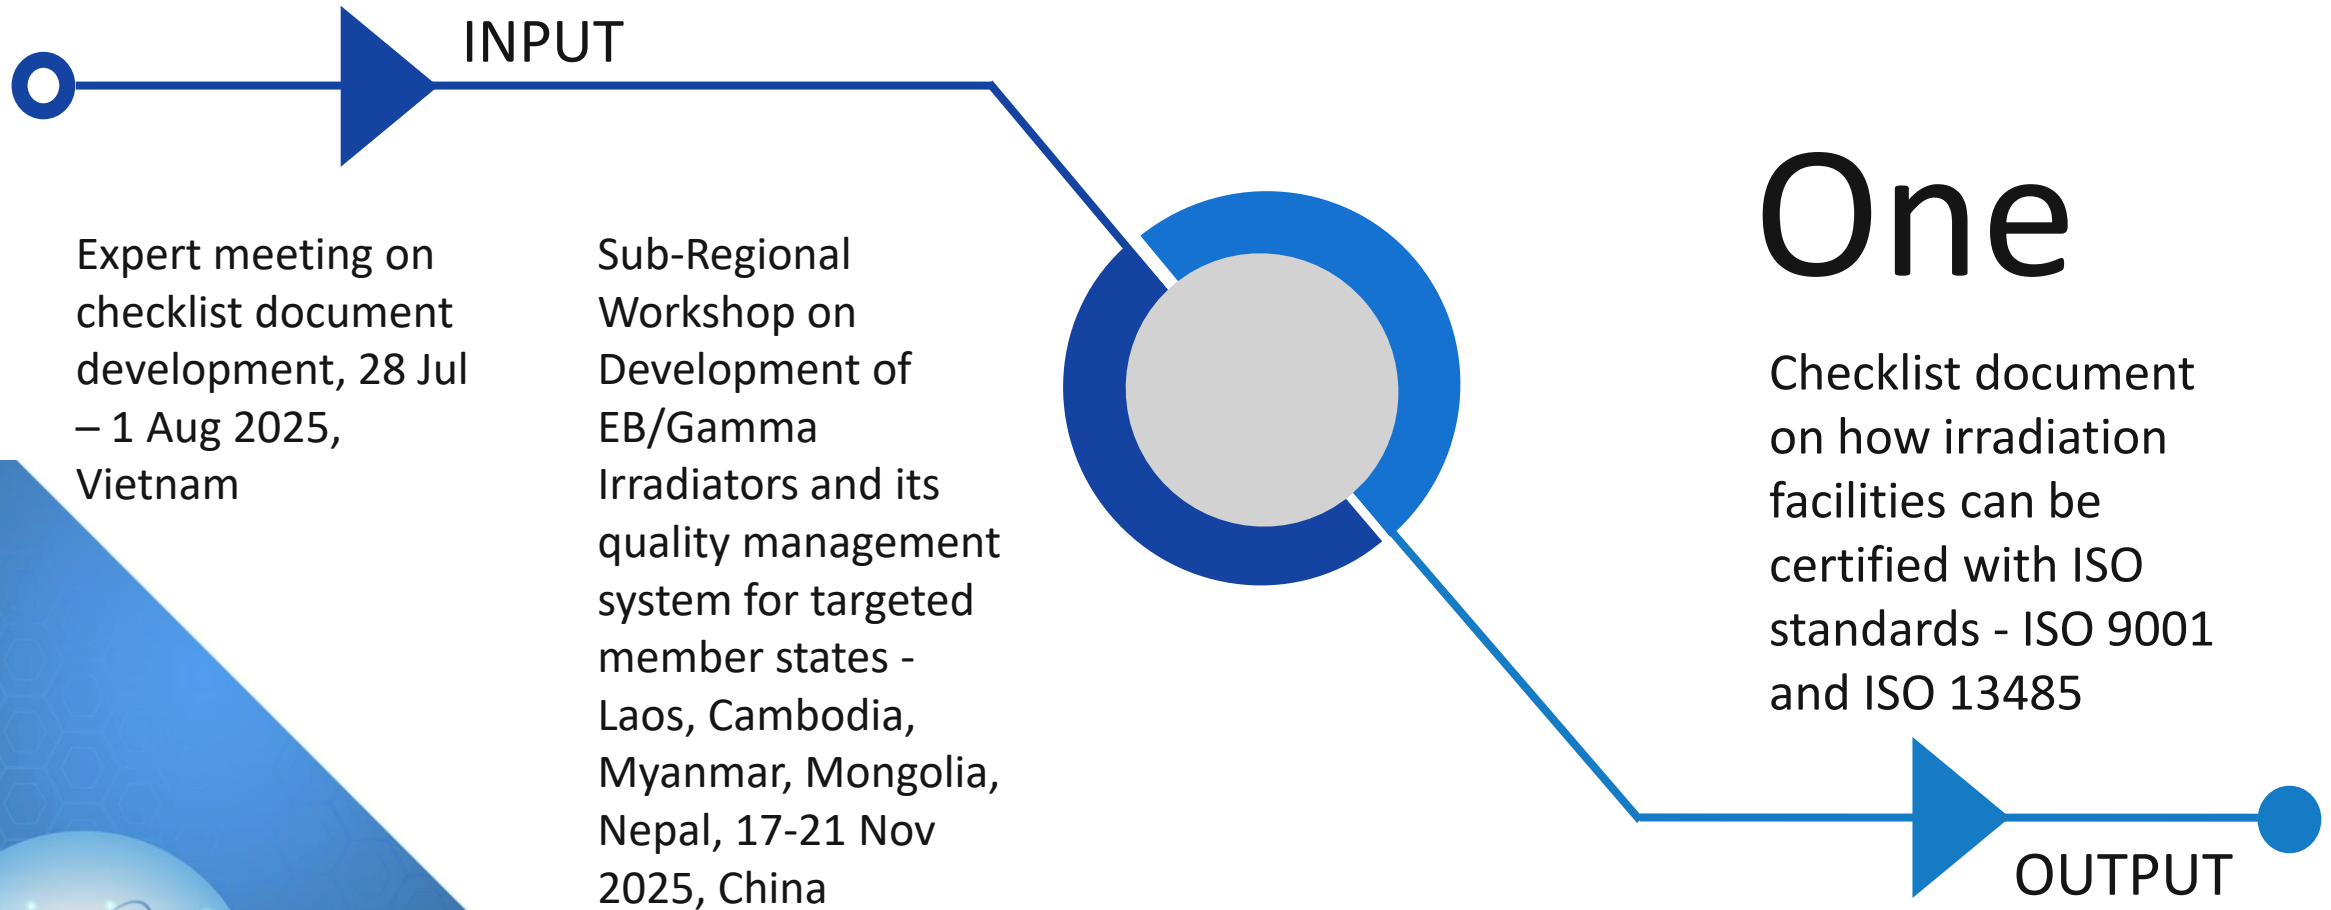 INPUT
Expert meeting on
checklist document
development, 28 Jul
– 1 Aug 2025,
Vietnam
Sub-Regional
Workshop on
Development of
EB/Gamma
Irradiators and its
quality management
system for targeted
member states -
Laos, Cambodia,
Myanmar, Mongolia,
Nepal, 17-21 Nov
2025, China
One
Checklist document
on how irradiation
facilities can be
certified with ISO
standards - ISO 9001
and ISO 13485
OUTPUT